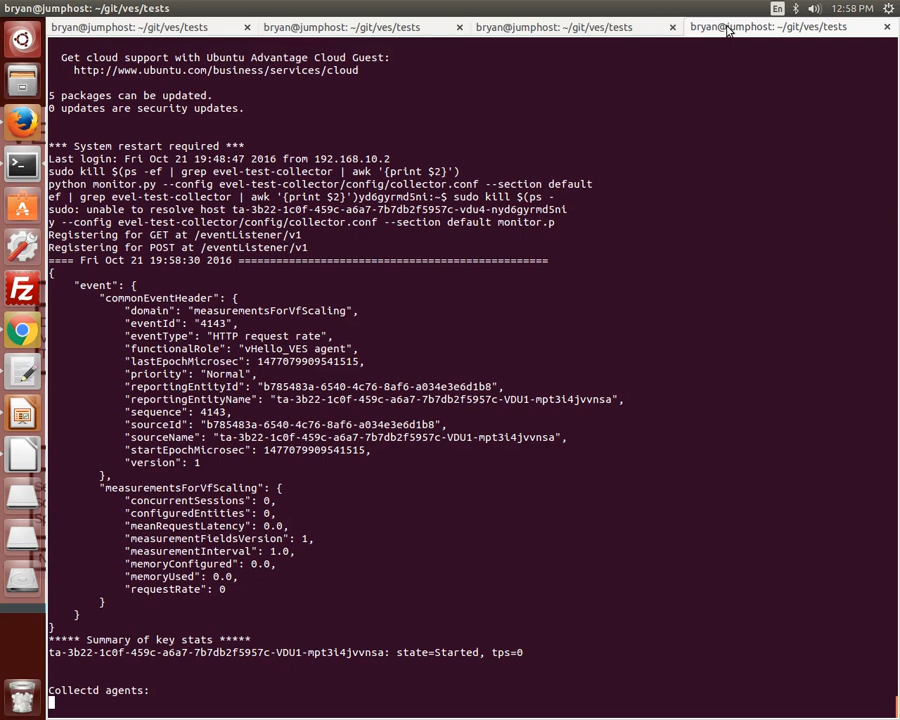 bryan@jumphost: ~/git/ves/tests
En
12:58 PM
bryan@jumphost: ~/git/ves/tests
bryan@jumphost: ~/git/ves/tests
bryan@jumphost: ~/git/ves/tests
bryan@jumphost: ~/git/ves/tests
  Get cloud support with Ubuntu Advantage Cloud Guest:
    http://www.ubuntu.com/business/services/cloud
5 packages can be updated.
0 updates are security updates.
*** System restart required ***
Last login: Fri Oct 21 19:48:47 2016 from 192.168.10.2
sudo kill $(ps -ef | grep evel-test-collector | awk '{print $2}')
python monitor.py --config evel-test-collector/config/collector.conf --section default
ef | grep evel-test-collector | awk '{print $2}')yd6gyrmd5ni:~$ sudo kill $(ps -
sudo: unable to resolve host ta-3b22-1c0f-459c-a6a7-7b7db2f5957c-vdu4-nyd6gyrmd5ni
y --config evel-test-collector/config/collector.conf --section default monitor.p
Registering for GET at /eventListener/v1
Registering for POST at /eventListener/v1
==== Fri Oct 21 19:58:30 2016 =================================================
{
    "event": {
        "commonEventHeader": {
            "domain": "measurementsForVfScaling",
            "eventId": "4143",
            "eventType": "HTTP request rate",
            "functionalRole": "vHello_VES agent",
            "lastEpochMicrosec": 1477079909541515,
            "priority": "Normal",
            "reportingEntityId": "b785483a-6540-4c76-8af6-a034e3e6d1b8",
            "reportingEntityName": "ta-3b22-1c0f-459c-a6a7-7b7db2f5957c-VDU1-mpt3i4jvvnsa",
            "sequence": 4143,
            "sourceId": "b785483a-6540-4c76-8af6-a034e3e6d1b8",
            "sourceName": "ta-3b22-1c0f-459c-a6a7-7b7db2f5957c-VDU1-mpt3i4jvvnsa",
            "startEpochMicrosec": 1477079909541515,
            "version": 1
        },
        "measurementsForVfScaling": {
            "concurrentSessions": 0,
            "configuredEntities": 0,
            "meanRequestLatency": 0.0,
            "measurementFieldsVersion": 1,
            "measurementInterval": 1.0,
            "memoryConfigured": 0.0,
            "memoryUsed": 0.0,
            "requestRate": 0
        }
    }
}
***** Summary of key stats *****
ta-3b22-1c0f-459c-a6a7-7b7db2f5957c-VDU1-mpt3i4jvvnsa: state=Started, tps=0
Collectd agents: